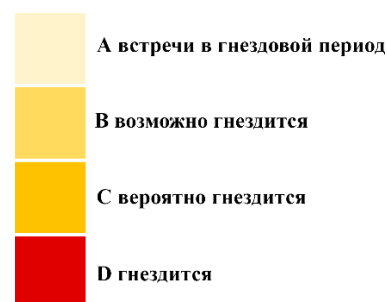 А встречи в гнездовой период
В возможно гнездится
С вероятно гнездится
D гнездится